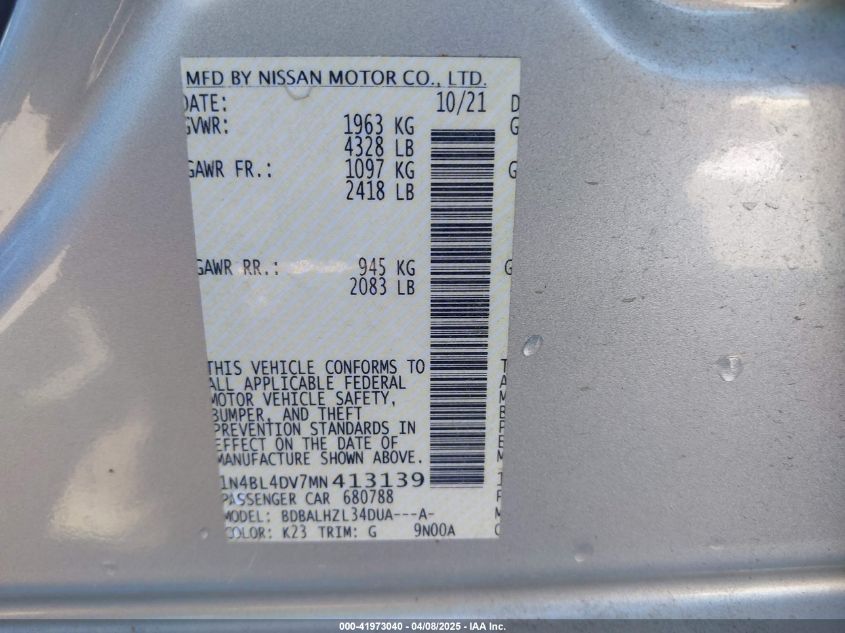 MFD BY NISSAN MOTOR CO., LTD.
DATE: 10/21 D
GVWR: 1963 KG G
4328 LB
GAWR FR.: 1097 KG G
2418 LB
GAWR RR.: 945 KG G
2083 LB
THIS VEHICLE CONFORMS TO T
ALL APPLICABLE FEDERAL A
MOTOR VEHICLE SAFETY, M
BUMPER, AND THEFT B
PREVENTION STANDARDS IN P
EFFECT ON THE DATE OF E
MANUFACTURE SHOWN ABOVE. M
1N4BL4DV7MN413139 1
PASSENGER CAR 680788
MODEL: BDBALHZL34DUA---A- M
COLOR: K23 TRIM: G 9N00A C
000-41973040 - 04/08/2025 - IAA Inc.